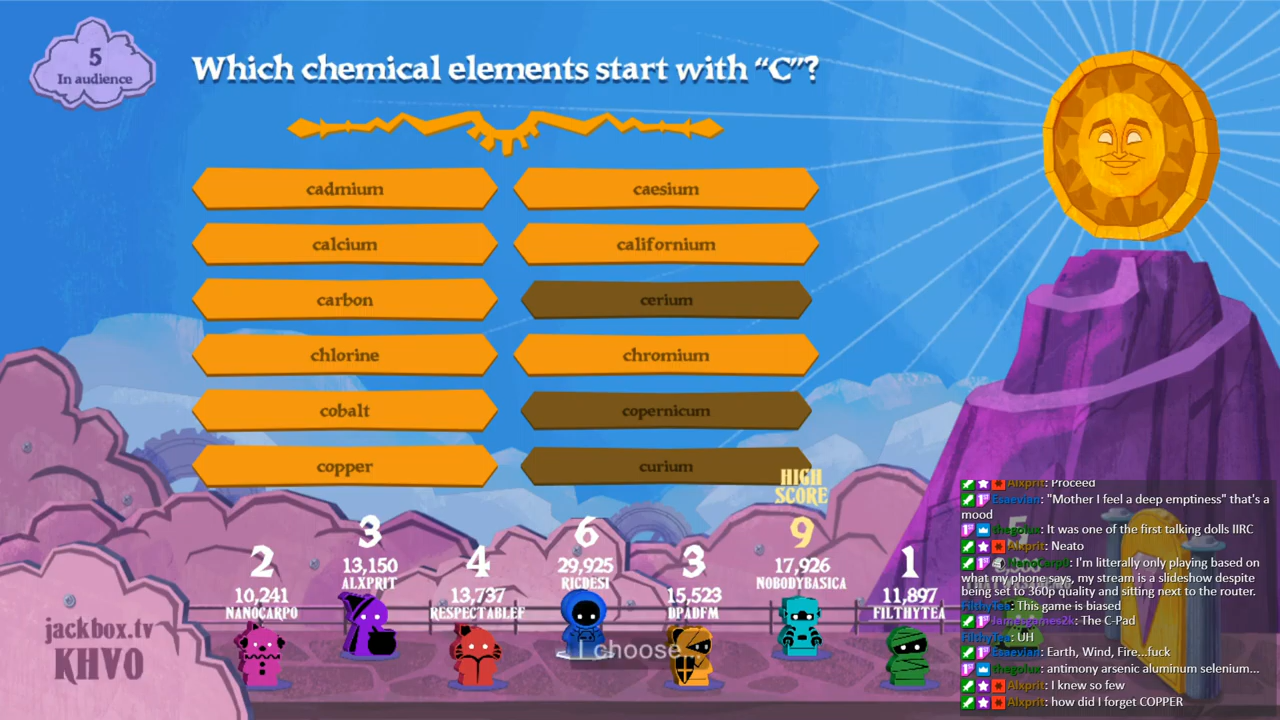 5
In audience
Which chemical elements start with “C”?
cadmium
caesium
calcium
californium
carbon
cerium
chlorine
chromium
cobalt
copernicum
copper
curium
HIGH
SCORE
2
10,241
NANOCARPO
3
13,150
ALXPRIT
4
13,737
RESPECTABLEF
6
29,925
RICDESI
3
15,523
DPADFM
9
17,926
NOBODYBASICA
1
11,897
FILTHYTEA
I choose
jackbox.tv
KHVO
Alxprit: Proceed
Esaevian: "Mother I feel a deep emptiness" that's a
mood
thegolux: It was one of the first talking dolls IIRC
Alxprit: Neato
NanoCarp0: I'm litterally only playing based on
what my phone says, my stream is a slideshow despite
being set to 360p quality and sitting next to the router.
FilthyTea: This game is biased
Jamesgames2k: The C-Pad
FilthyTea: UH
Esaevian: Earth, Wind, Fire...fuck
thegolux: antimony arsenic aluminum selenium...
Alxprit: I knew so few
Alxprit: how did I forget COPPER